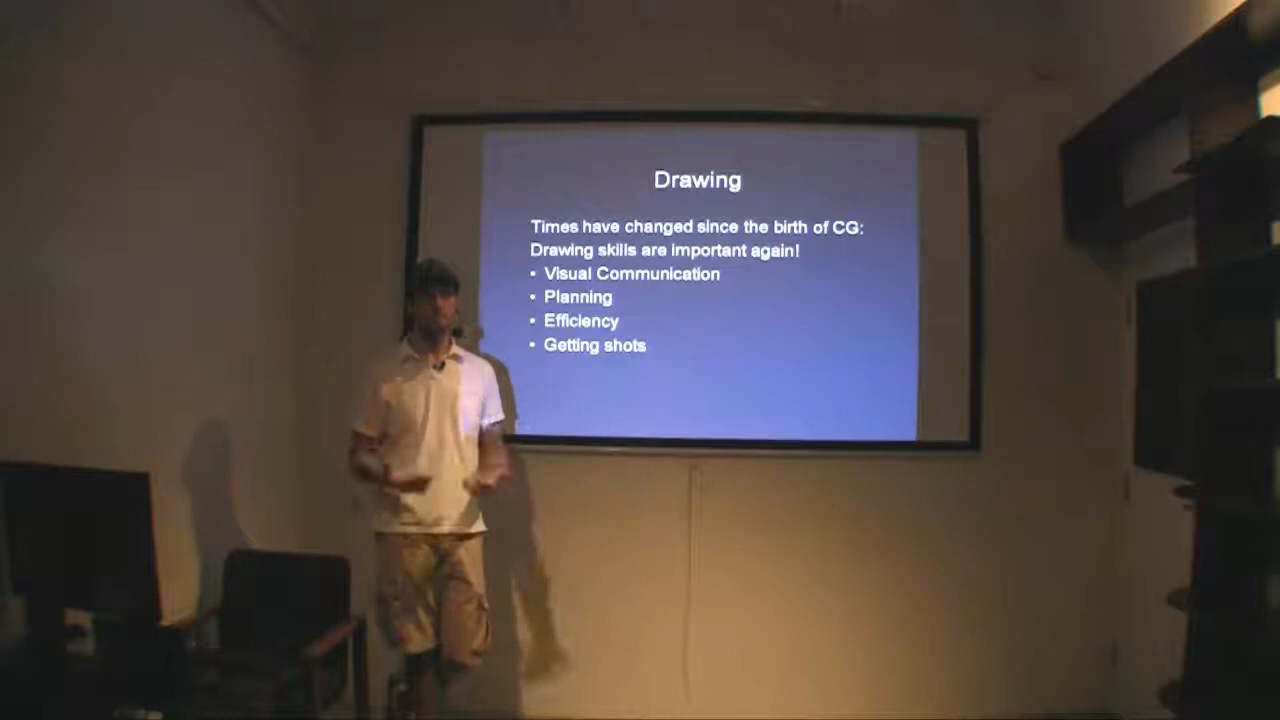 Drawing
Times have changed since the birth of CG:
Drawing skills are important again!
• Visual Communication
• Planning
• Efficiency
• Getting shots